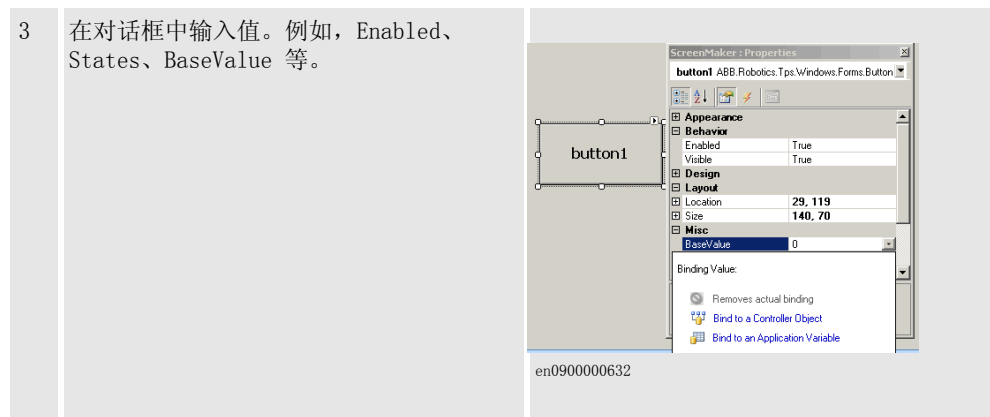 3
在对话框中输入值。例如，Enabled、
States、BaseValue 等。
ScreenMaker : Properties
button1 ABB.Robotics.Tps.Windows.Forms.Button
Appearance
Behavior
Enabled True
Visible True
Design
Layout
Location 29, 119
Size 140, 70
Misc
BaseValue 0
button1
Binding Value:
Removes actual binding
Bind to a Controller Object
Bind to an Application Variable
en0900000632